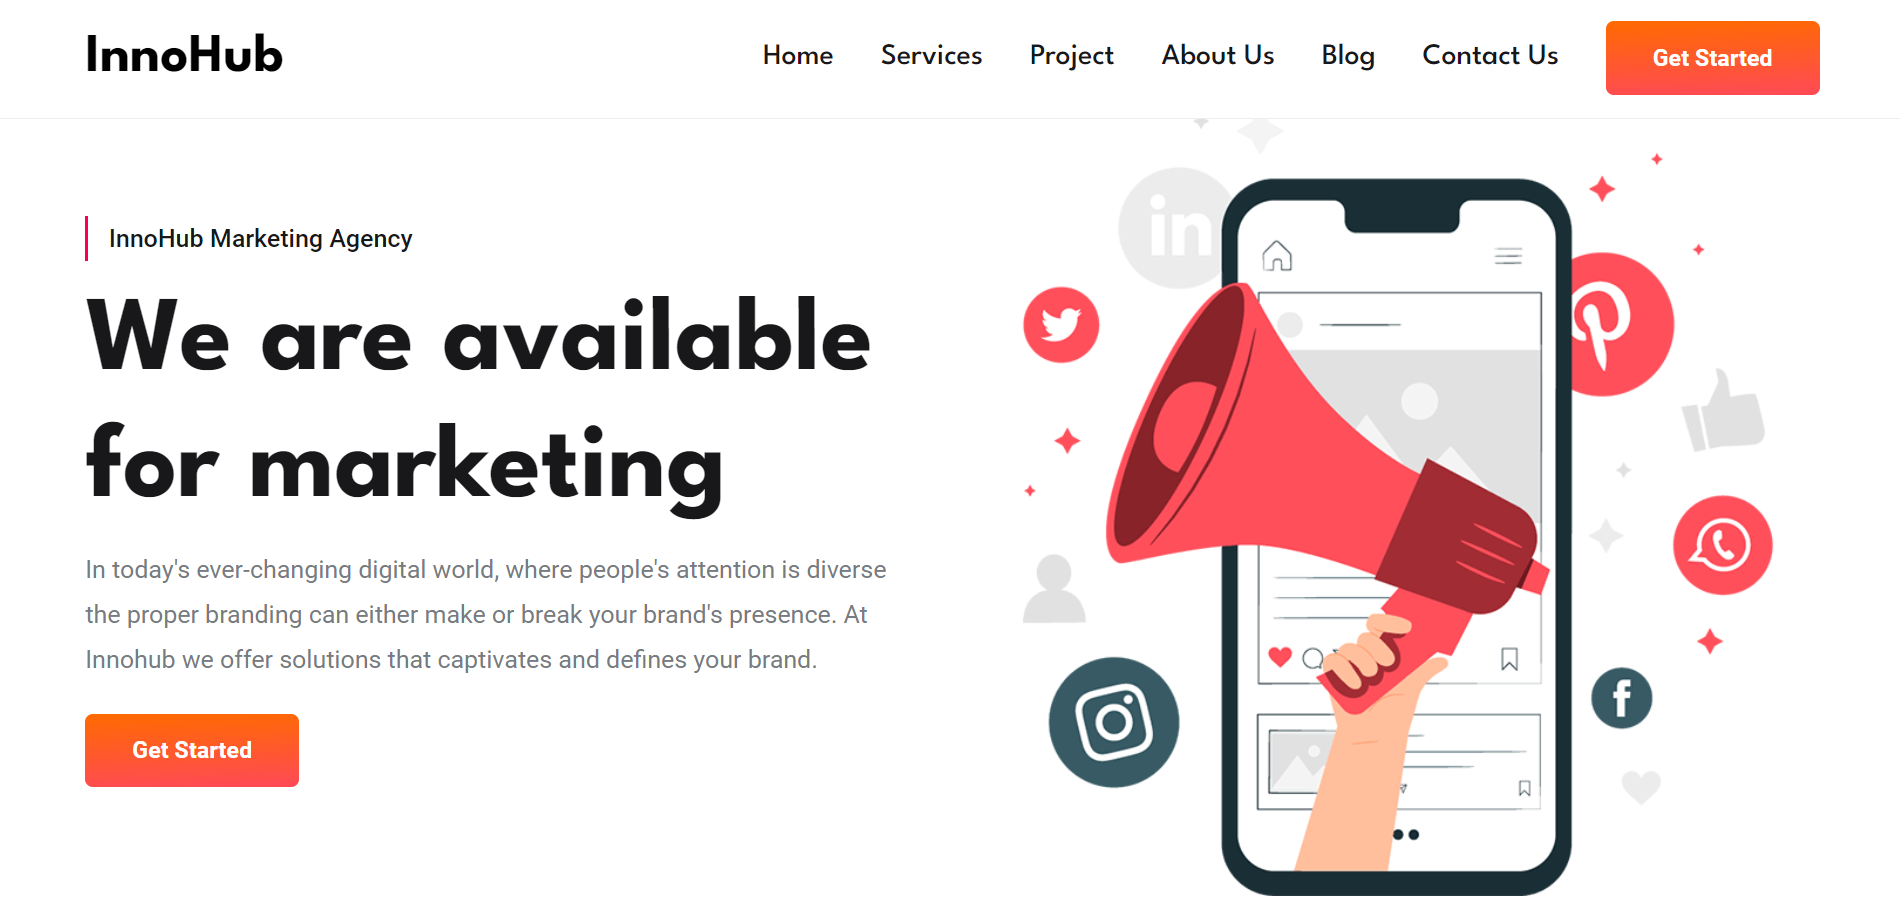 InnoHub
Home Services Project About Us Blog Contact Us Get Started
InnoHub Marketing Agency
We are available
for marketing
In today's ever-changing digital world, where people's attention is diverse
the proper branding can either make or break your brand's presence. At
Innohub we offer solutions that captivates and defines your brand.
Get Started
in